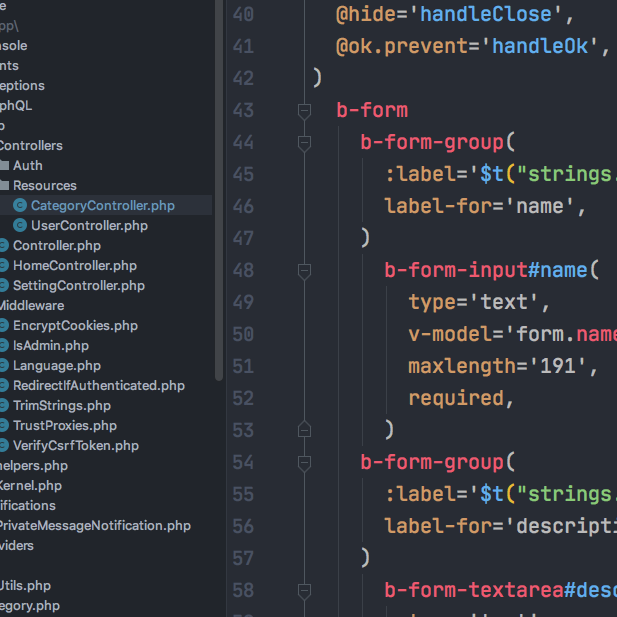 pp\
nsole
nts
eptions
phQL
p
Controllers
Auth
Resources
CategoryController.php
UserController.php
Controller.php
HomeController.php
SettingController.php
Middleware
EncryptCookies.php
IsAdmin.php
Language.php
RedirectIfAuthenticated.php
TrimStrings.php
TrustProxies.php
VerifyCsrfToken.php
helpers.php
Kernel.php
ifications
PrivateMessageNotification.php
viders
Utils.php
egory.php
40 @hide='handleClose',
41 @ok.prevent='handleOk',
42 )
43 b-form
44 b-form-group(
45 :label='$t("strings.
46 label-for='name',
47 )
48 b-form-input#name(
49 type='text',
50 v-model='form.name
51 maxlength='191',
52 required,
53 )
54 b-form-group(
55 :label='$t("strings.
56 label-for='descripti
57 )
58 b-form-textarea#desc